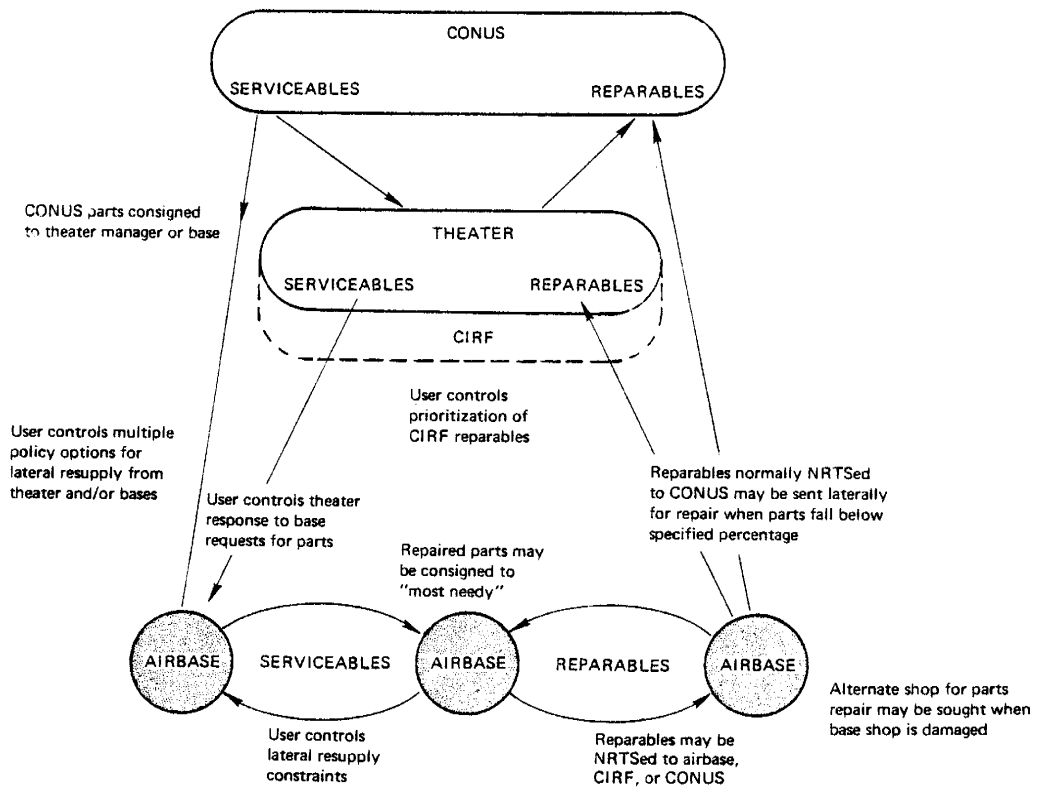 CONUS
SERVICEABLES
REPARABLES
CONUS parts consigned
to theater manager or base
THEATER
SERVICEABLES
REPARABLES
CIRF
User controls
prioritization of
CIRF reparables
User controls multiple
policy options for
lateral resupply from
theater and/or bases
User controls theater
response to base
requests for parts
Reparables normally NRTSed
to CONUS may be sent laterally
for repair when parts fall below
specified percentage
Repaired parts may
be consigned to
"most needy"
AIRBASE
SERVICEABLES
AIRBASE
REPARABLES
AIRBASE
Alternate shop for parts
repair may be sought when
base shop is damaged
User controls
lateral resupply
constraints
Reparables may be
NRTSed to airbase,
CIRF, or CONUS